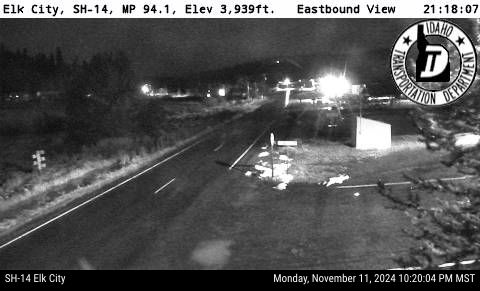 Elk City, SH-14, MP 94.1, Elev 3,939ft. Eastbound View 21:18:07
IDAHO
TRANSPORTATION DEPARTMENT
SH-14 Elk City Monday, November 11, 2024 10:20:04 PM MST